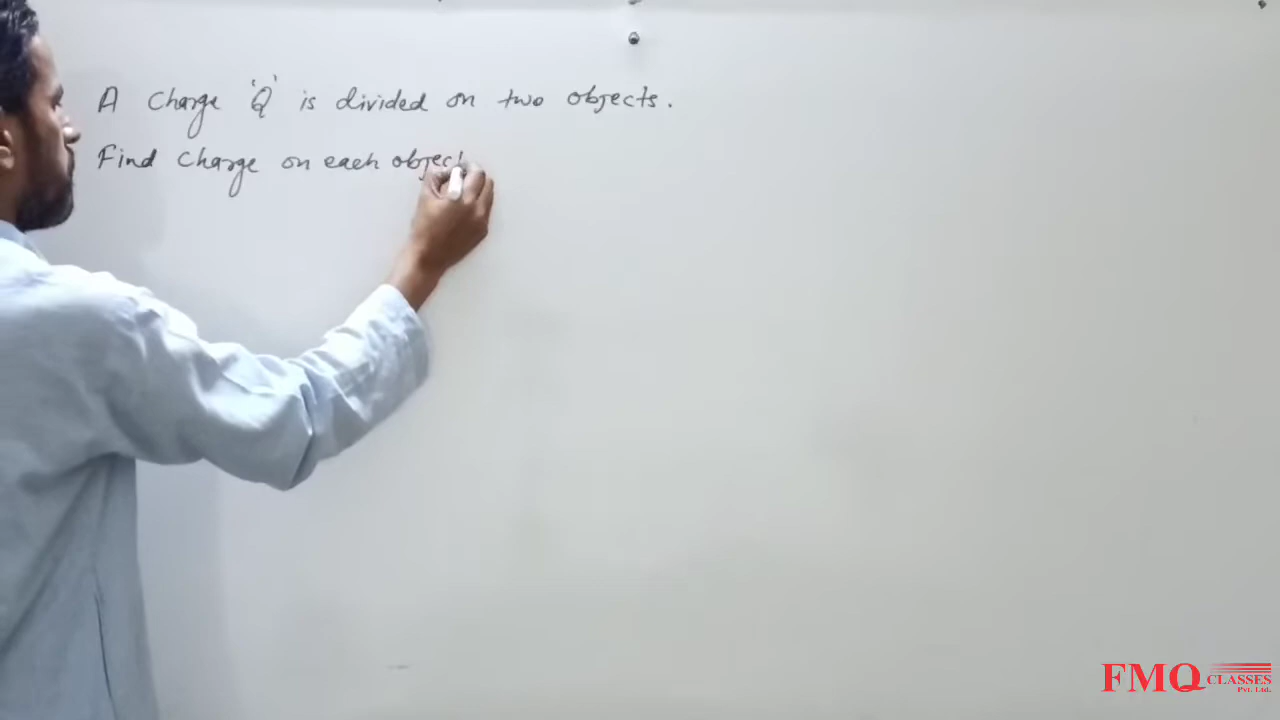 A charge 'Q' is divided on two objects.
Find charge on each object
FMQ CLASSES
Pvt. Ltd.